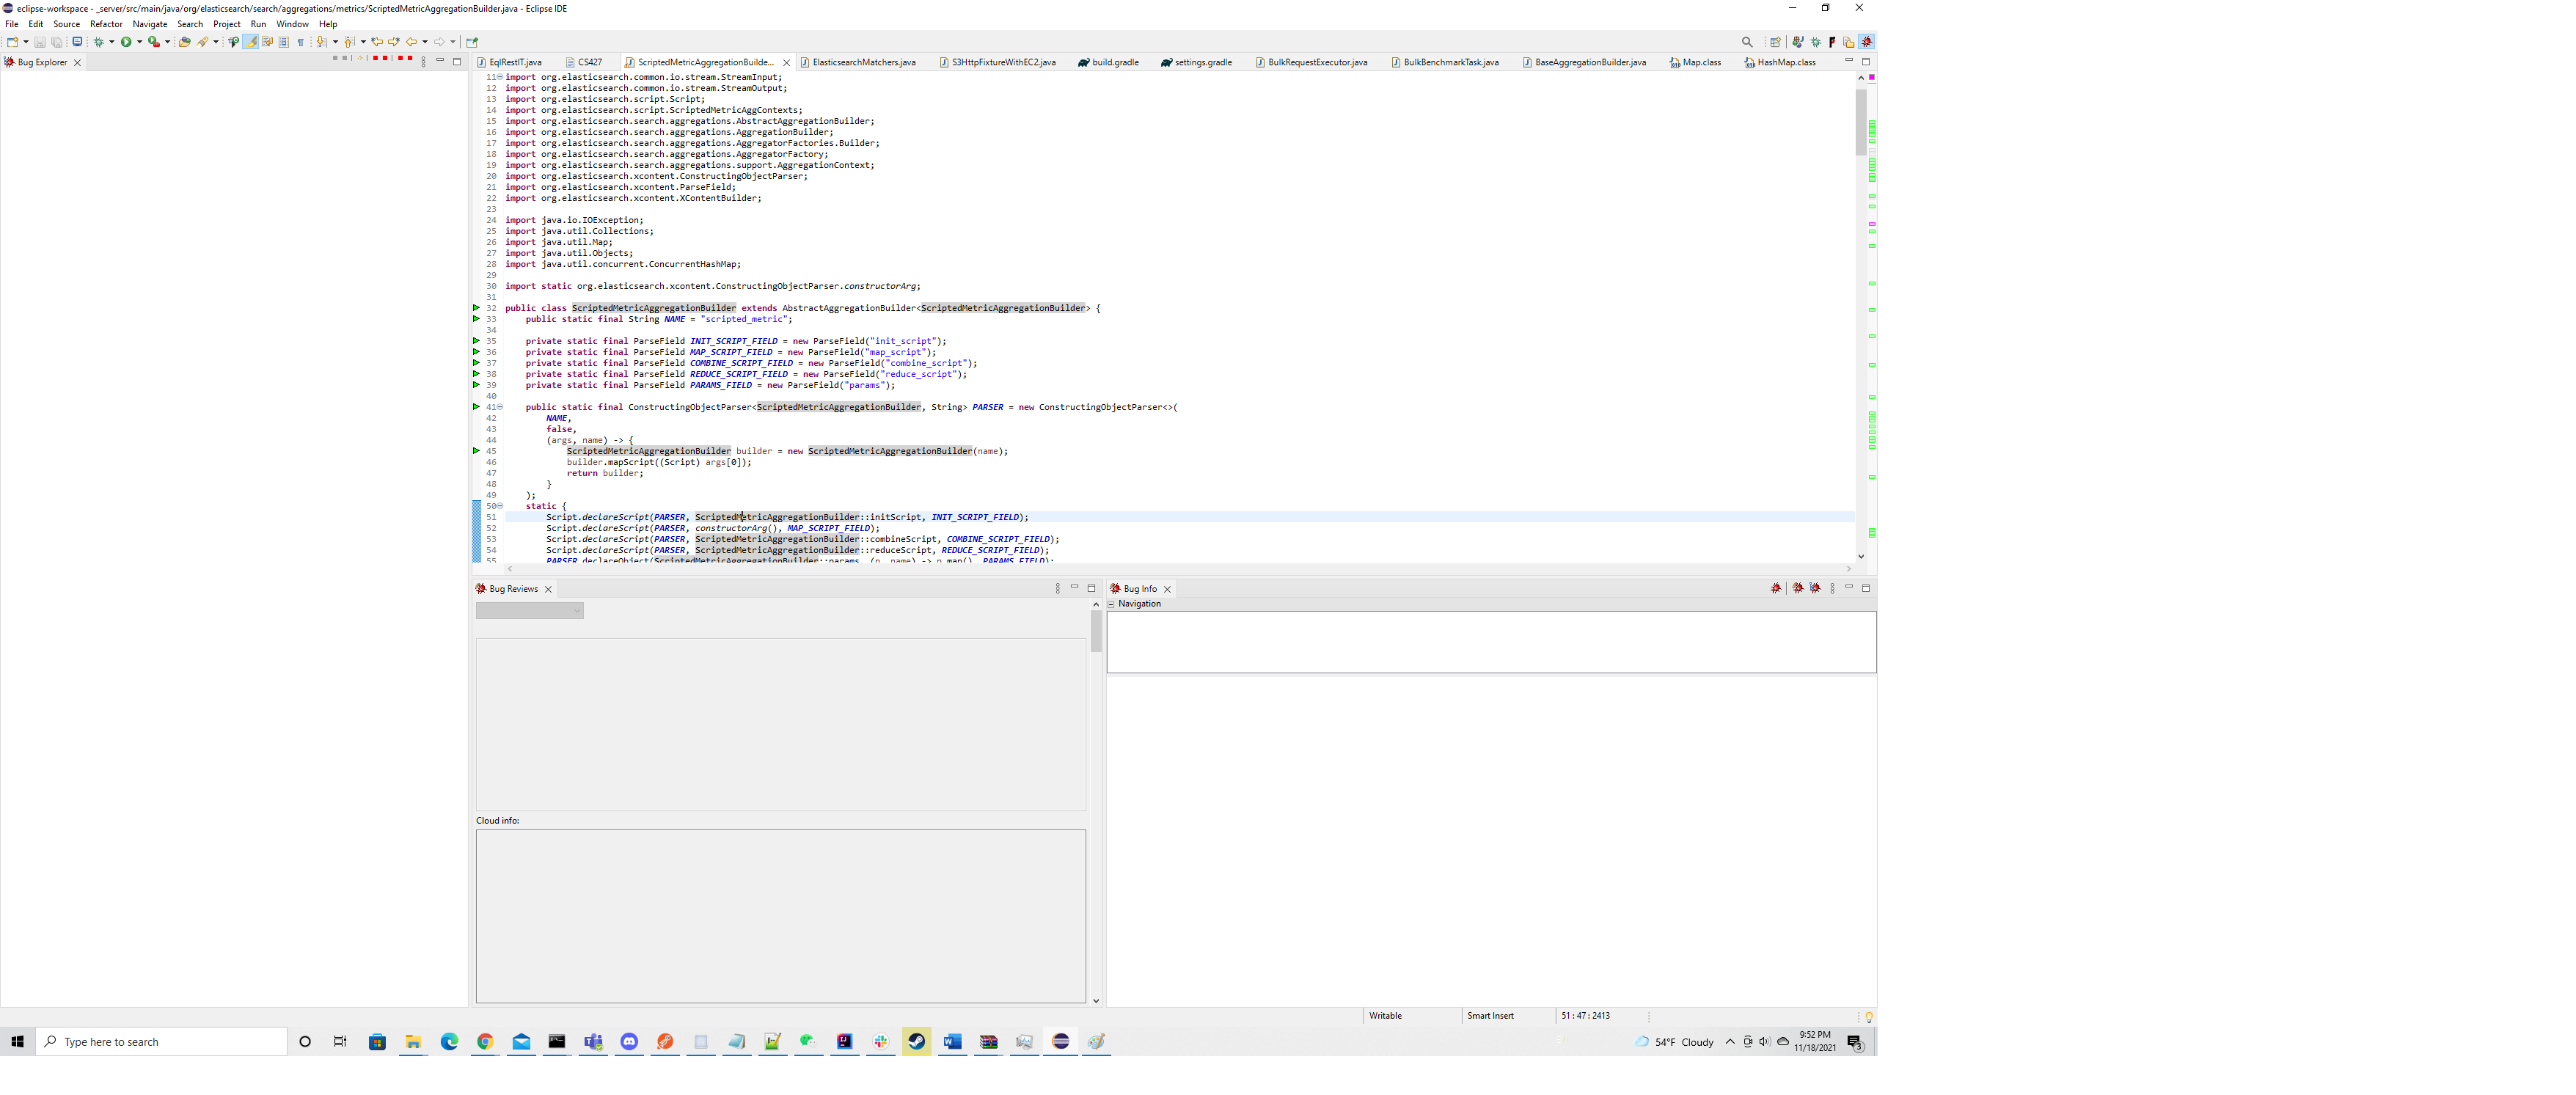 eclipse-workspace - _server/src/main/java/org/elasticsearch/search/aggregations/metrics/ScriptedMetricAggregationBuilder.java - Eclipse IDE
File Edit Source Refactor Navigate Search Project Run Window Help
Bug Explorer
EqlRestIT.java CS427 ScriptedMetricAggregationBuilde... ElasticsearchMatchers.java S3HttpFixtureWithEC2.java build.gradle settings.gradle BulkRequestExecutor.java BulkBenchmarkTask.java BaseAggregationBuilder.java Map.class HashMap.class
11 import org.elasticsearch.common.io.stream.StreamInput;
12 import org.elasticsearch.common.io.stream.StreamOutput;
13 import org.elasticsearch.script.Script;
14 import org.elasticsearch.script.ScriptedMetricAggContexts;
15 import org.elasticsearch.search.aggregations.AbstractAggregationBuilder;
16 import org.elasticsearch.search.aggregations.AggregationBuilder;
17 import org.elasticsearch.search.aggregations.AggregatorFactories.Builder;
18 import org.elasticsearch.search.aggregations.AggregatorFactory;
19 import org.elasticsearch.search.aggregations.support.AggregationContext;
20 import org.elasticsearch.xcontent.ConstructingObjectParser;
21 import org.elasticsearch.xcontent.ParseField;
22 import org.elasticsearch.xcontent.XContentBuilder;
23
24 import java.io.IOException;
25 import java.util.Collections;
26 import java.util.Map;
27 import java.util.Objects;
28 import java.util.concurrent.ConcurrentHashMap;
29
30 import static org.elasticsearch.xcontent.ConstructingObjectParser.constructorArg;
31
32 public class ScriptedMetricAggregationBuilder extends AbstractAggregationBuilder<ScriptedMetricAggregationBuilder> {
33 public static final String NAME = "scripted_metric";
34
35 private static final ParseField INIT_SCRIPT_FIELD = new ParseField("init_script");
36 private static final ParseField MAP_SCRIPT_FIELD = new ParseField("map_script");
37 private static final ParseField COMBINE_SCRIPT_FIELD = new ParseField("combine_script");
38 private static final ParseField REDUCE_SCRIPT_FIELD = new ParseField("reduce_script");
39 private static final ParseField PARAMS_FIELD = new ParseField("params");
40
41 public static final ConstructingObjectParser<ScriptedMetricAggregationBuilder, String> PARSER = new ConstructingObjectParser<>(
42 NAME,
43 false,
44 (args, name) -> {
45 ScriptedMetricAggregationBuilder builder = new ScriptedMetricAggregationBuilder(name);
46 builder.mapScript((Script) args[0]);
47 return builder;
48 }
49 );
50 static {
51 Script.declareScript(PARSER, ScriptedMetricAggregationBuilder::initScript, INIT_SCRIPT_FIELD);
52 Script.declareScript(PARSER, constructorArg(), MAP_SCRIPT_FIELD);
53 Script.declareScript(PARSER, ScriptedMetricAggregationBuilder::combineScript, COMBINE_SCRIPT_FIELD);
54 Script.declareScript(PARSER, ScriptedMetricAggregationBuilder::reduceScript, REDUCE_SCRIPT_FIELD);
55 PARSER.declareObject(ScriptedMetricAggregationBuilder::params, (p, name) -> p.map(), PARAMS_FIELD);
Bug Reviews
Bug Info
Navigation
Cloud info:
Writable Smart Insert 51 : 47 : 2413
Type here to search
54°F Cloudy
9:52 PM
11/18/2021
3